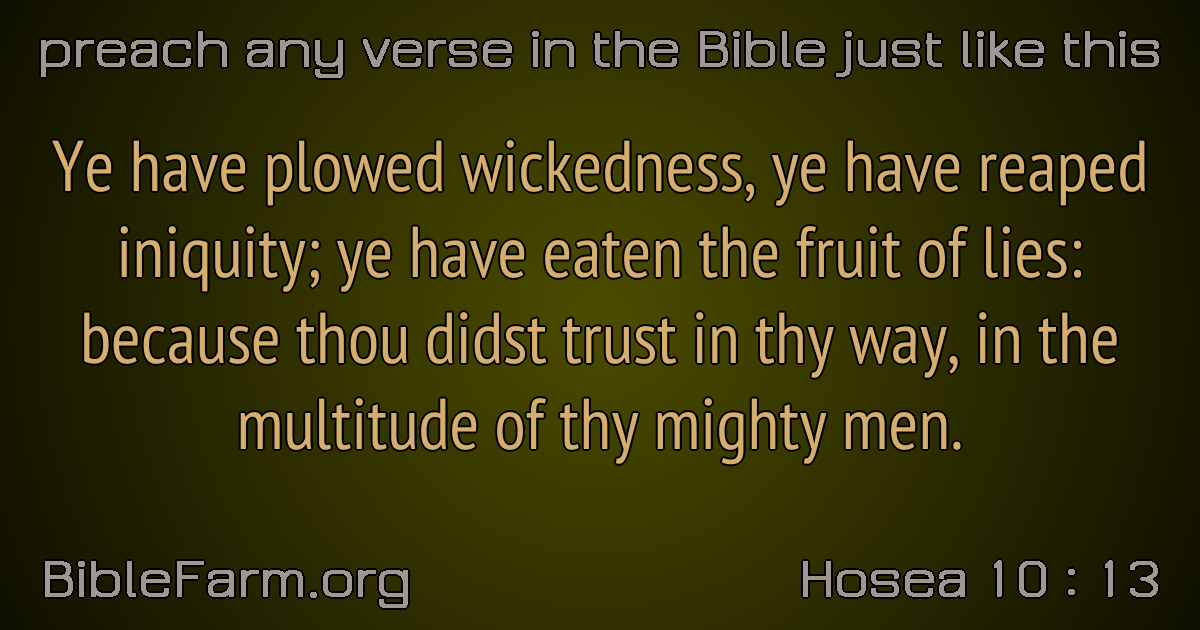 preach any verse in the Bible just like this
Ye have plowed wickedness, ye have reaped
iniquity; ye have eaten the fruit of lies:
because thou didst trust in thy way, in the
multitude of thy mighty men.
BibleFarm.org
Hosea 10 : 13